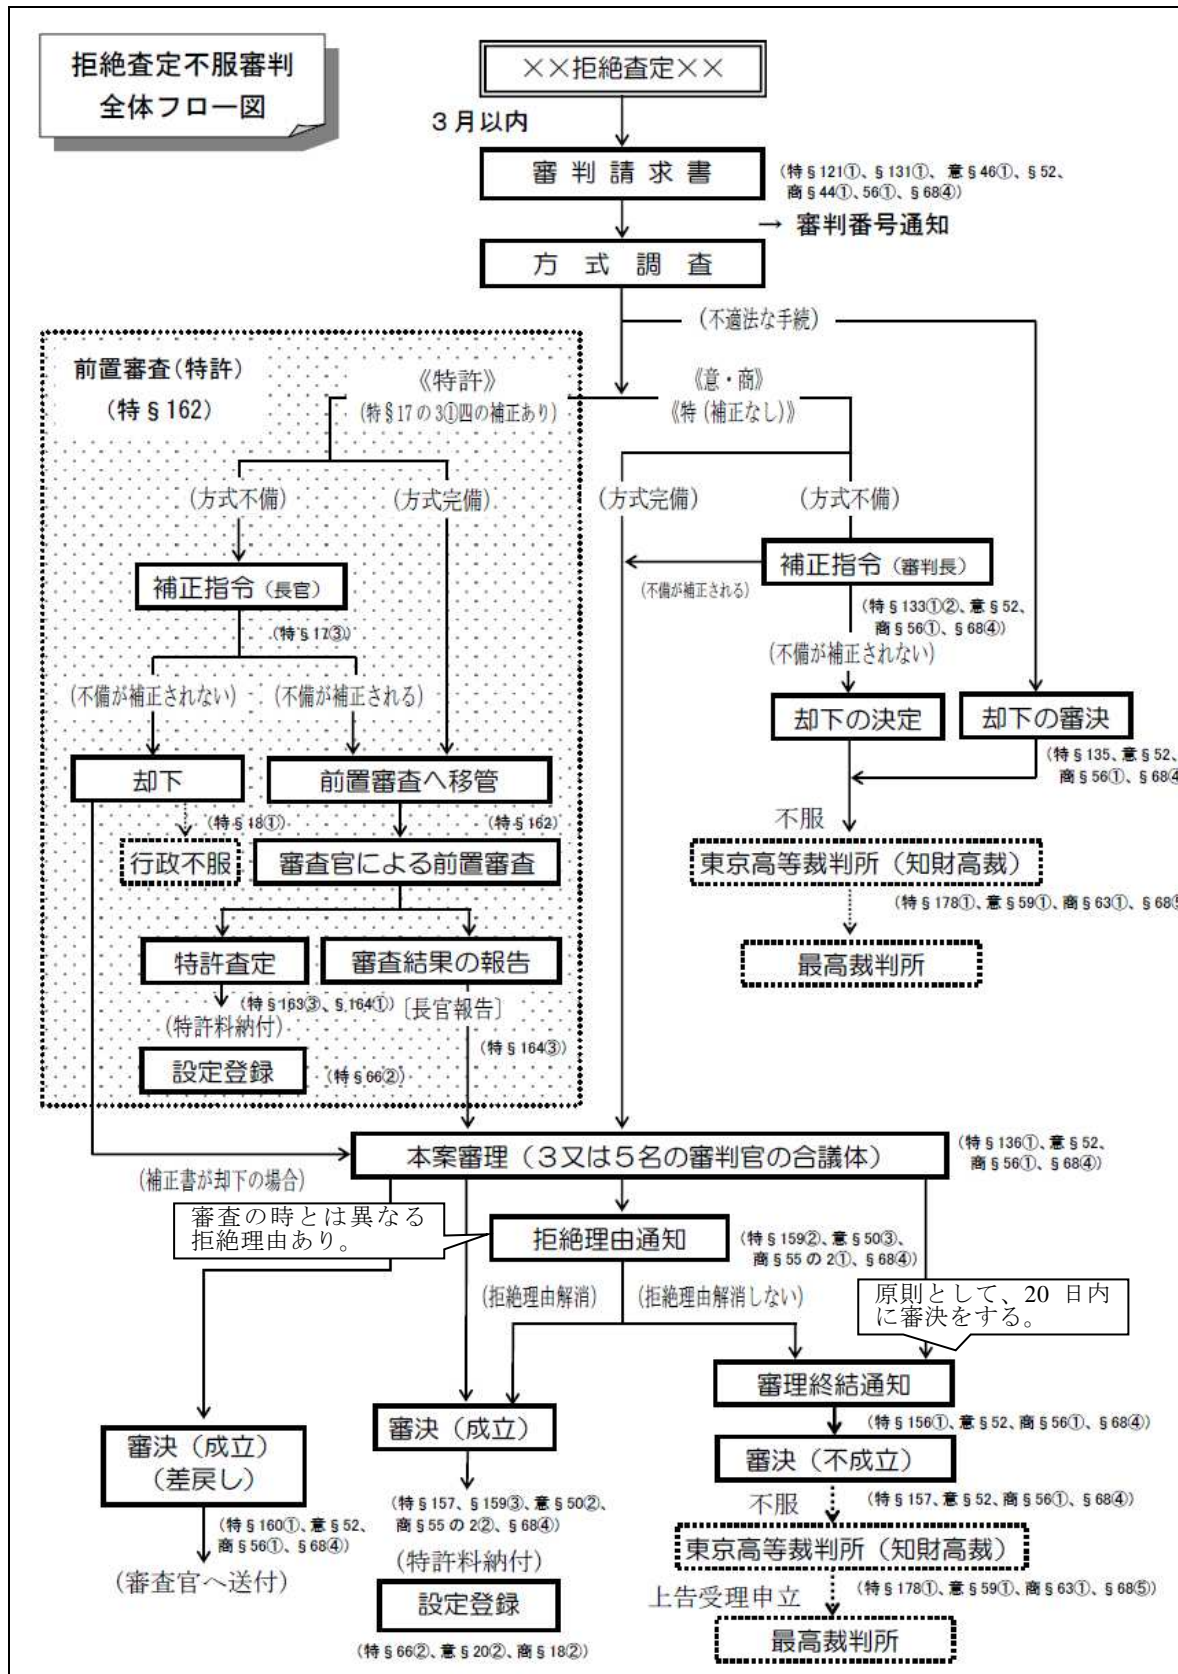 拒絶査定不服審判
全体フロー図
××拒絶査定××
3月以内
審判請求書
(特§121①、§131①、意§46①、§52、
商§44①、56①、§68④)
→ 審判番号通知
方式調査
(不適法な手続)
前置審査(特許)
(特§162)
《特許》
(特§17の3①四の補正あり)
《意・商》
《特(補正なし)》
(方式不備)
(方式完備)
(方式完備)
(方式不備)
補正指令(長官)
(特§17③)
補正指令(審判長)
(不備が補正される)
(特§133①②、意§52、
商§56①、§68④)
(不備が補正されない)
(不備が補正されない)
(不備が補正される)
却下の決定
却下の審決
(特§135、意§52、
商§56①、§68④
却下
前置審査へ移管
(特§18①)
(特§162)
不服
行政不服
審査官による前置審査
東京高等裁判所(知財高裁)
(特§178①、意§59①、商§63①、§68⑤
特許査定
審査結果の報告
最高裁判所
(特§163③、§164①)
〔長官報告〕
(特許料納付)
(特§164③)
設定登録
(特§66②)
本案審理(3又は5名の審判官の合議体)
(特§136①、意§52、
商§56①、§68④)
(補正書が却下の場合)
審査の時とは異なる
拒絶理由あり。
拒絶理由通知
(特§159②、意§50③、
商§55の2①、§68④)
(拒絶理由解消)
(拒絶理由解消しない)
原則として、20 日内
に審決をする。
審理終結通知
(特§156①、意§52、商§56①、§68④)
審決(成立)
(差戻し)
審決(成立)
審決(不成立)
(特§157、意§52、商§56①、§68④)
不服
(特§160①、意§52、
商§56①、§68④)
(特§157、§159③、意§50②、
商§55の2②、§68④)
東京高等裁判所(知財高裁)
(審査官へ送付)
(特許料納付)
上告受理申立
(特§178①、意§59①、商§63①、§68⑤)
設定登録
最高裁判所
(特§66②、意§20②、商§18②)